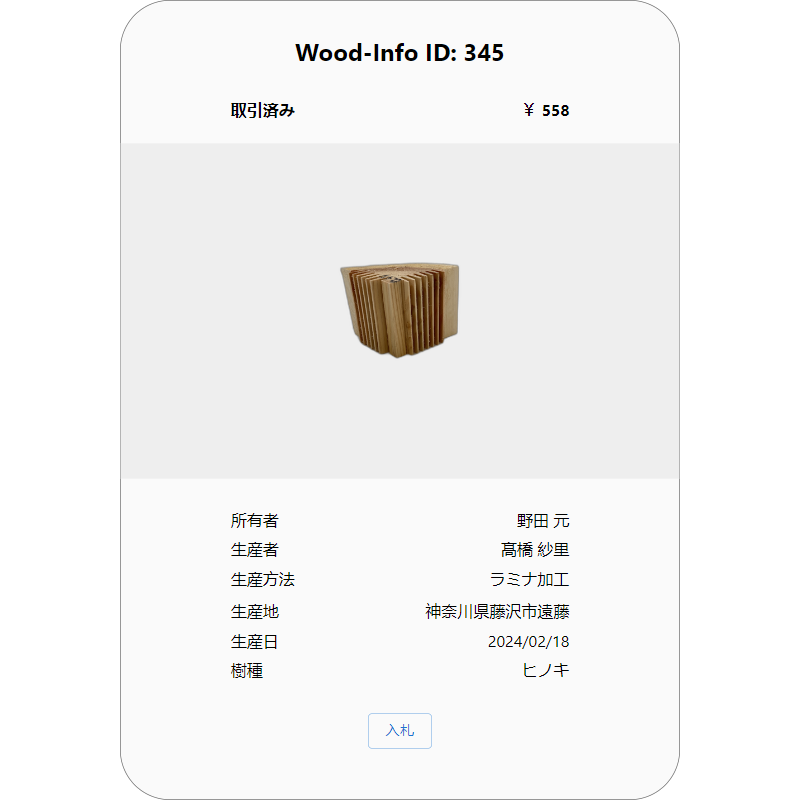 Wood-Info ID: 345
取引済み ¥ 558
所有者 野田 元
生産者 髙橋 紗里
生産方法 ラミナ加工
生産地 神奈川県藤沢市遠藤
生産日 2024/02/18
樹種 ヒノキ
入札